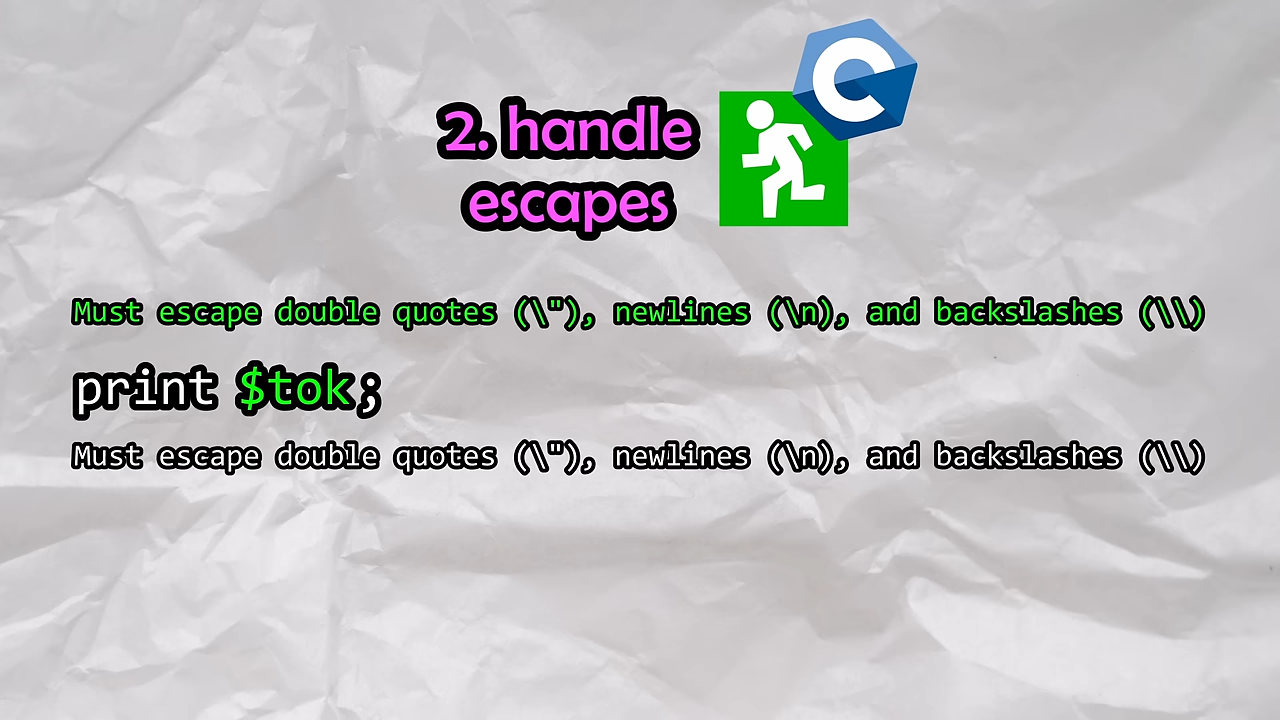 C
2. handle
escapes
Must escape double quotes (\"), newlines (\n), and backslashes (\\)
print $tok;
Must escape double quotes (\"), newlines (\n), and backslashes (\\)